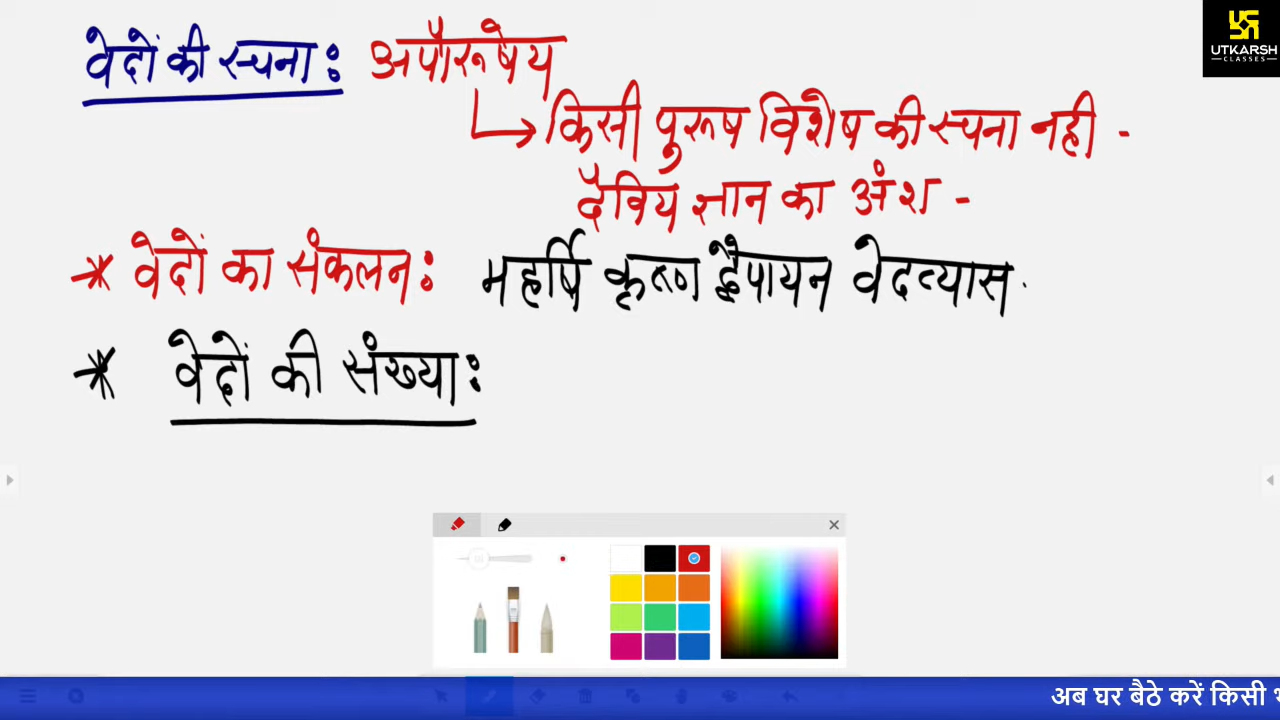 वेदों की रचना: अपौरूषेय
UTKARSH
CLASSES
किसी पुरूष विशेष की रचना नही -
दैविय ज्ञान का अंश -
* वेदों का संकलन: महर्षि कृष्ण द्वैपायन वेदव्यास.
* वेदों की संख्या:
अब घर बैठे करें किसी